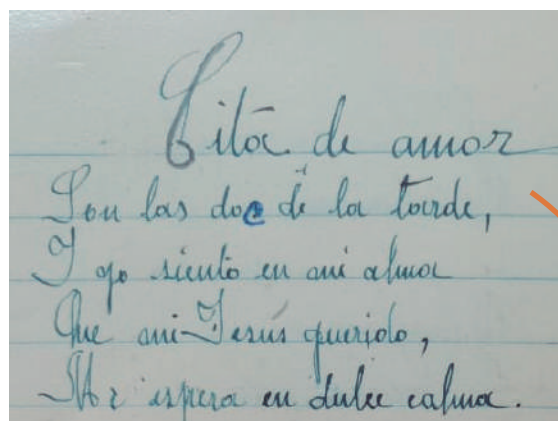 Cita de amor
Son las doce de la tarde,
Y yo siento en mi alma
Que mi Jesús querido,
Me espera en dulce calma.